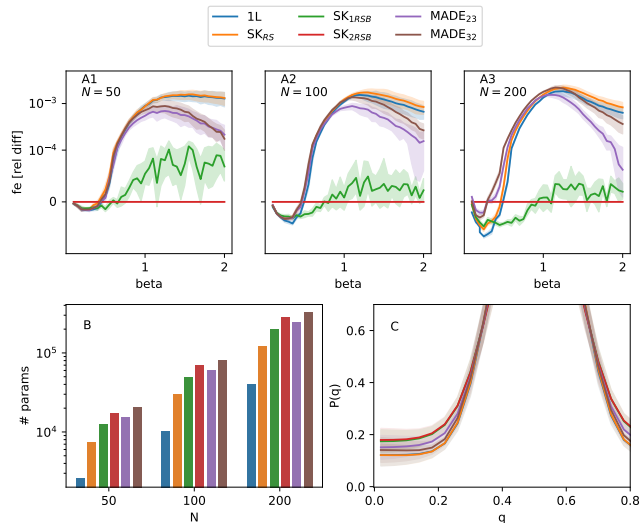 1L
SK_RS
SK_1RSB
SK_2RSB
MADE_23
MADE_32
A1
N = 50
A2
N = 100
A3
N = 200
fe [rel diff]
10^−3
10^−4
0
1 2
1 2
1 2
beta
beta
beta
B
# params
10^5
10^4
50 100 200
N
C
P(q)
0.6
0.4
0.2
0.0
0.0 0.2 0.4 0.6 0.8
q